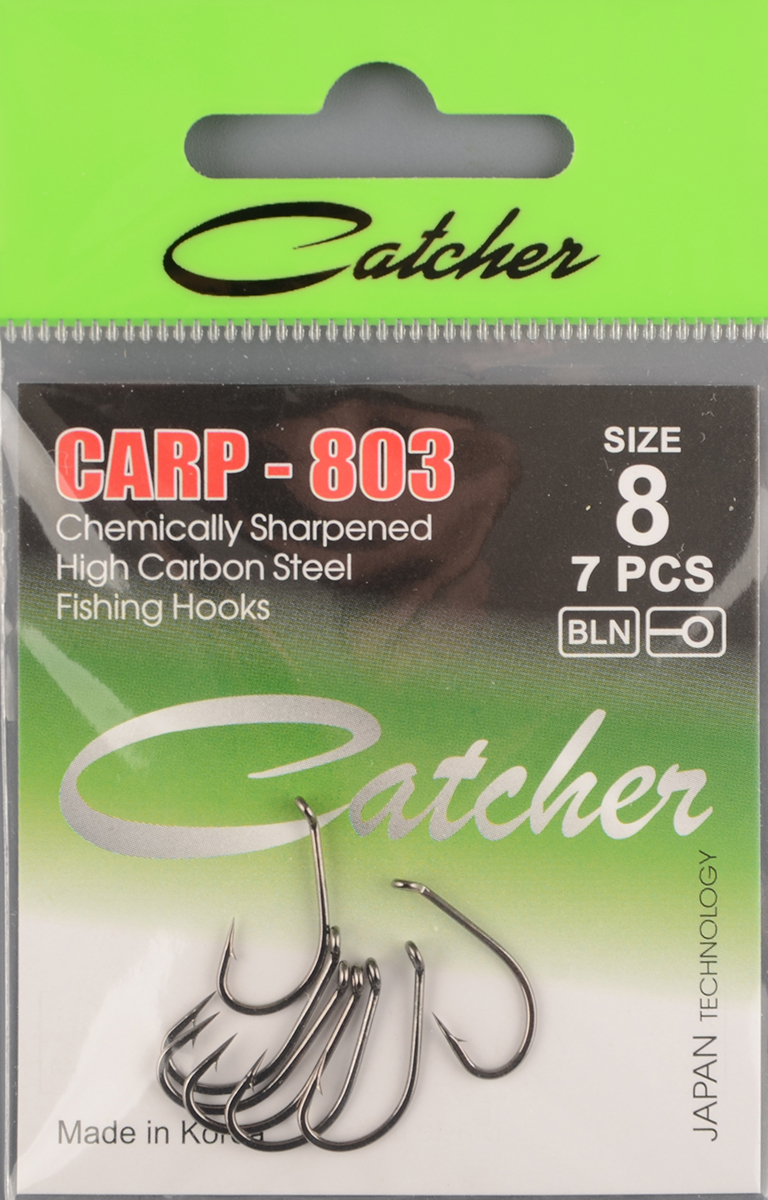 Catcher
CARP - 803
Chemically Sharpened
High Carbon Steel
Fishing Hooks
SIZE
8
7 PCS
BLN
Catcher
JAPAN TECHNOLOGY
Made in Korea